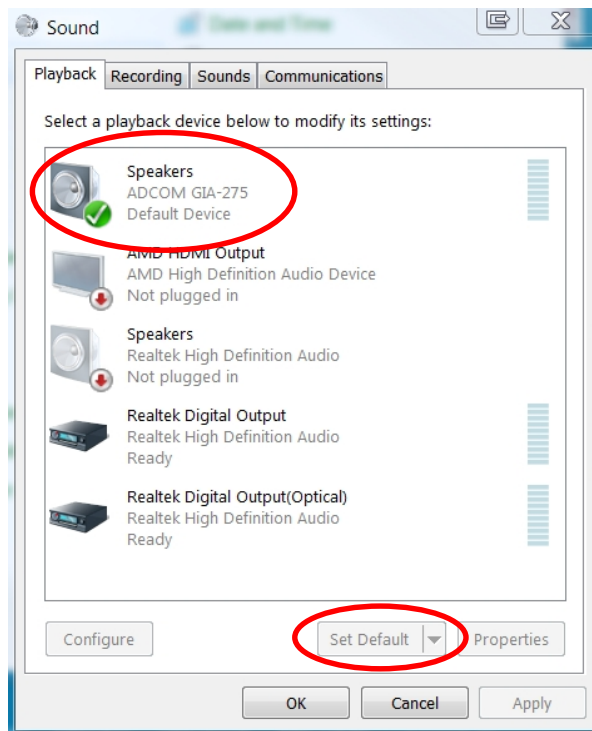 Sound
Date and Time
Playback Recording Sounds Communications
Select a playback device below to modify its settings:
Speakers
ADCOM GIA-275
Default Device
AMD HDMI Output
AMD High Definition Audio Device
Not plugged in
Speakers
Realtek High Definition Audio
Not plugged in
Realtek Digital Output
Realtek High Definition Audio
Ready
Realtek Digital Output(Optical)
Realtek High Definition Audio
Ready
Configure Set Default Properties
OK Cancel Apply